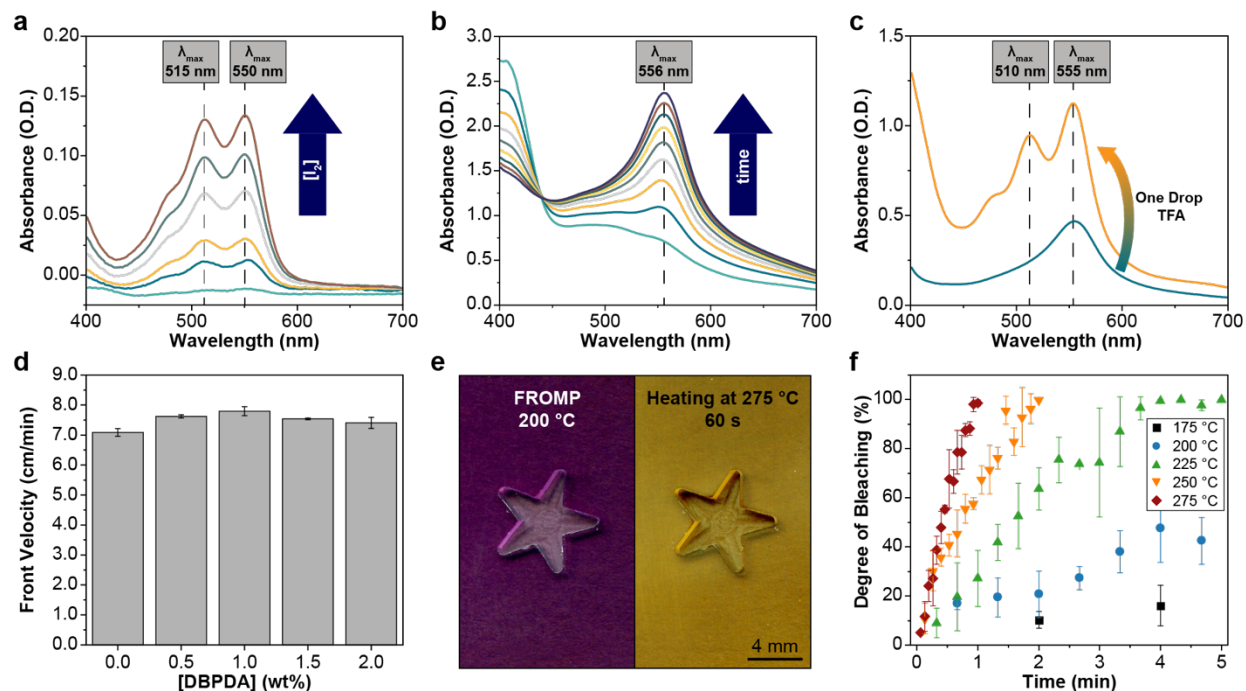 a
0.20
0.15
0.10
0.05
0.00
Absorbance (O.D.)
λmax
515 nm
λmax
550 nm
[I2]
400 500 600 700
Wavelength (nm)
b
3.0
2.5
2.0
1.5
1.0
0.5
0.0
Absorbance (O.D.)
λmax
556 nm
time
400 500 600 700
Wavelength (nm)
c
1.5
1.0
0.5
0.0
Absorbance (O.D.)
λmax
510 nm
λmax
555 nm
One Drop
TFA
400 500 600 700
Wavelength (nm)
d
9.0
8.0
7.0
6.0
5.0
4.0
3.0
2.0
1.0
0.0
Front Velocity (cm/min)
0.0 0.5 1.0 1.5 2.0
[DBPDA] (wt%)
e
FROMP
200 °C
Heating at 275 °C
60 s
4 mm
f
100
80
60
40
20
0
Degree of Bleaching (%)
175 °C
200 °C
225 °C
250 °C
275 °C
0 1 2 3 4 5
Time (min)